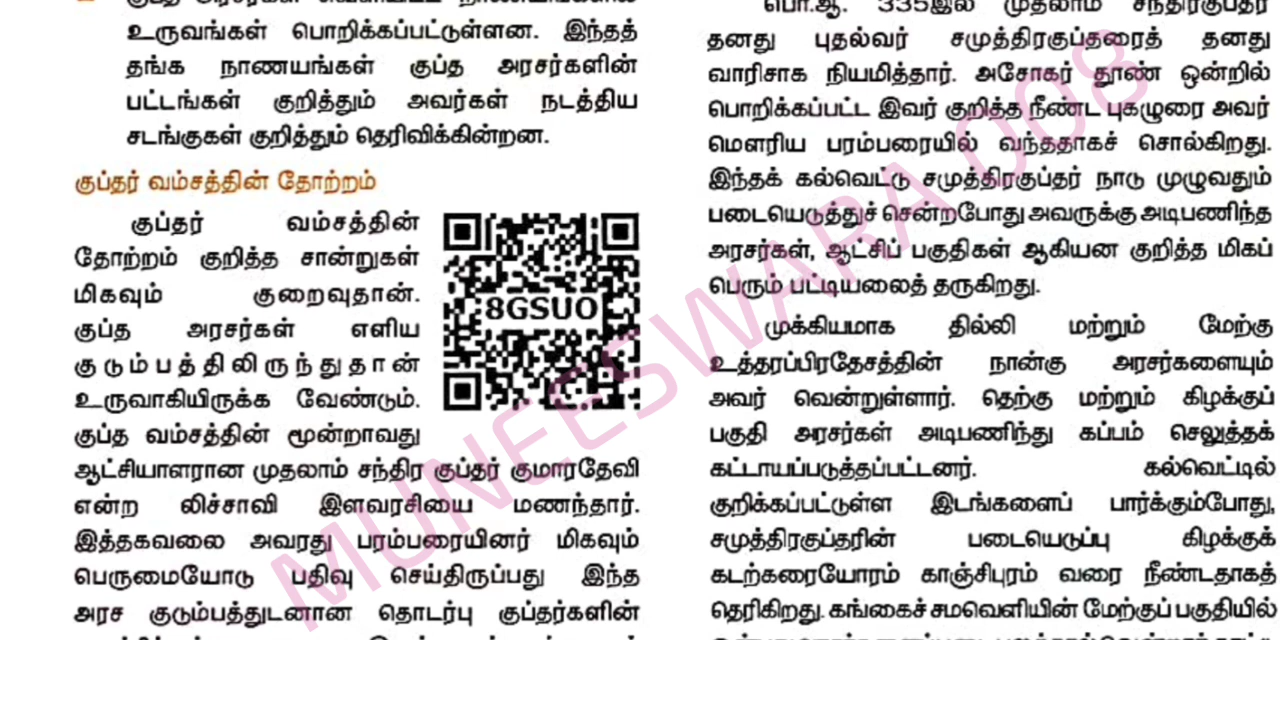 உருவங்கள் பொறிக்கப்பட்டுள்ளன. இந்தத்
தங்க நாணயங்கள் குப்த அரசர்களின்
பட்டங்கள் குறித்தும் அவர்கள் நடத்திய
சடங்குகள் குறித்தும் தெரிவிக்கின்றன.
குப்தர் வம்சத்தின் தோற்றம்
குப்தர் வம்சத்தின்
தோற்றம் குறித்த சான்றுகள்
மிகவும் குறைவுதான்.
குப்த அரசர்கள் எளிய
குடும்பத்திலிருந்துதான்
உருவாகியிருக்க வேண்டும்.
குப்த வம்சத்தின் மூன்றாவது
8GSUO
ஆட்சியாளரான முதலாம் சந்திர குப்தர் குமாரதேவி
என்ற லிச்சாவி இளவரசியை மணந்தார்.
இத்தகவலை அவரது பரம்பரையினர் மிகவும்
பெருமையோடு பதிவு செய்திருப்பது இந்த
அரச குடும்பத்துடனான தொடர்பு குப்தர்களின்
பொ.ஆ. 335இல் முதலாம் சந்திரகுப்தர்
தனது புதல்வர் சமுத்திரகுப்தரைத் தனது
வாரிசாக நியமித்தார். அசோகர் தூண் ஒன்றில்
பொறிக்கப்பட்ட இவர் குறித்த நீண்ட புகழுரை அவர்
மௌரிய பரம்பரையில் வந்ததாகச் சொல்கிறது.
இந்தக் கல்வெட்டு சமுத்திரகுப்தர் நாடு முழுவதும்
படையெடுத்துச் சென்றபோது அவருக்கு அடிபணிந்த
அரசர்கள், ஆட்சிப் பகுதிகள் ஆகியன குறித்த மிகப்
பெரும் பட்டியலைத் தருகிறது.
முக்கியமாக தில்லி மற்றும் மேற்கு
உத்தரப்பிரதேசத்தின் நான்கு அரசர்களையும்
அவர் வென்றுள்ளார். தெற்கு மற்றும் கிழக்குப்
பகுதி அரசர்கள் அடிபணிந்து கப்பம் செலுத்தக்
கட்டாயப்படுத்தப்பட்டனர். கல்வெட்டில்
குறிக்கப்பட்டுள்ள இடங்களைப் பார்க்கும்போது,
சமுத்திரகுப்தரின் படையெடுப்பு கிழக்குக்
கடற்கரையோரம் காஞ்சிபுரம் வரை நீண்டதாகத்
தெரிகிறது. கங்கைச் சமவெளியின் மேற்குப் பகுதியில்
MUNEESWARA 008